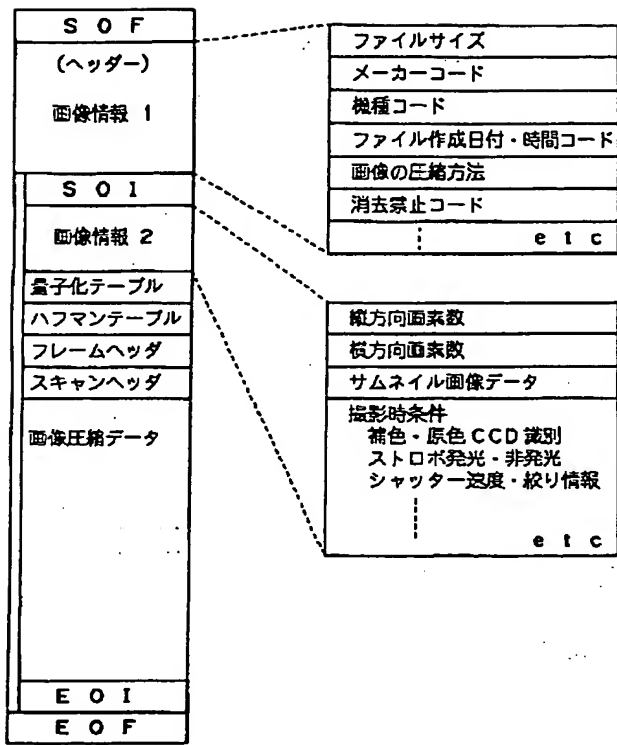 SOF
(ヘッダー)
画像情報 1
SOI
画像情報 2
量子化テーブル
ハフマンテーブル
フレームヘッダ
スキャンヘッダ
画像圧縮データ
EOI
EOF
ファイルサイズ
メーカーコード
機種コード
ファイル作成日付・時間コード
画像の圧縮方法
消去禁止コード
etc
縦方向画素数
横方向画素数
サムネイル画像データ
撮影時条件
補色・原色CCD識別
ストロボ発光・非発光
シャッター速度・絞り情報
etc